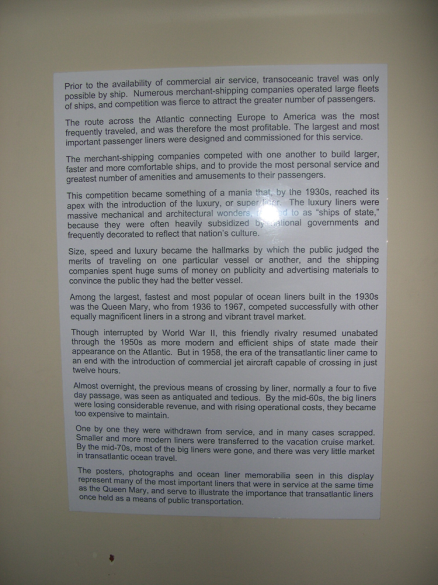 Prior to the availability of commercial air service, transoceanic travel was only
possible by ship. Numerous merchant-shipping companies operated large fleets
of ships, and competition was fierce to attract the greater number of passengers.
The route across the Atlantic connecting Europe to America was the most
frequently traveled, and was therefore the most profitable. The largest and most
important passenger liners were designed and commissioned for this service.
The merchant-shipping companies competed with one another to build larger,
faster and more comfortable ships, and to provide the most personal service and
greatest number of amenities and amusements to their passengers.
This competition became something of a mania that, by the 1930s, reached its
apex with the introduction of the luxury, or super The luxury liners were
massive mechanical and architectural wonders, to as "ships of state,"
because they were often heavily subsidized by national governments and
frequently decorated to reflect that nation's culture.
Size, speed and luxury became the hallmarks by which the public judged the
merits of traveling on one particular vessel or another, and the shipping
companies spent huge sums of money on publicity and advertising materials to
convince the public they had the better vessel.
Among the largest, fastest and most popular of ocean liners built in the 1930s
was the Queen Mary, who from 1936 to 1967, competed successfully with other
equally magnificent liners in a strong and vibrant travel market.
Though interrupted by World War II, this friendly rivalry resumed unabated
through the 1950s as more modern and efficient ships of state made their
appearance on the Atlantic. But in 1958, the era of the transatlantic liner came to
an end with the introduction of commercial jet aircraft capable of crossing in just
twelve hours.
Almost overnight, the previous means of crossing by liner, normally a four to five
day passage, was seen as antiquated and tedious. By the mid-60s, the big liners
were losing considerable revenue, and with rising operational costs, they became
too expensive to maintain.
One by one they were withdrawn from service, and in many cases scrapped.
Smaller and more modern liners were transferred to the vacation cruise market.
By the mid-70s, most of the big liners were gone, and there was very little market
in transatlantic ocean travel.
The posters, photographs and ocean liner memorabilia seen in this display
represent many of the most important liners that were in service at the same time
as the Queen Mary, and serve to illustrate the importance that transatlantic liners
once held as a means of public transportation.